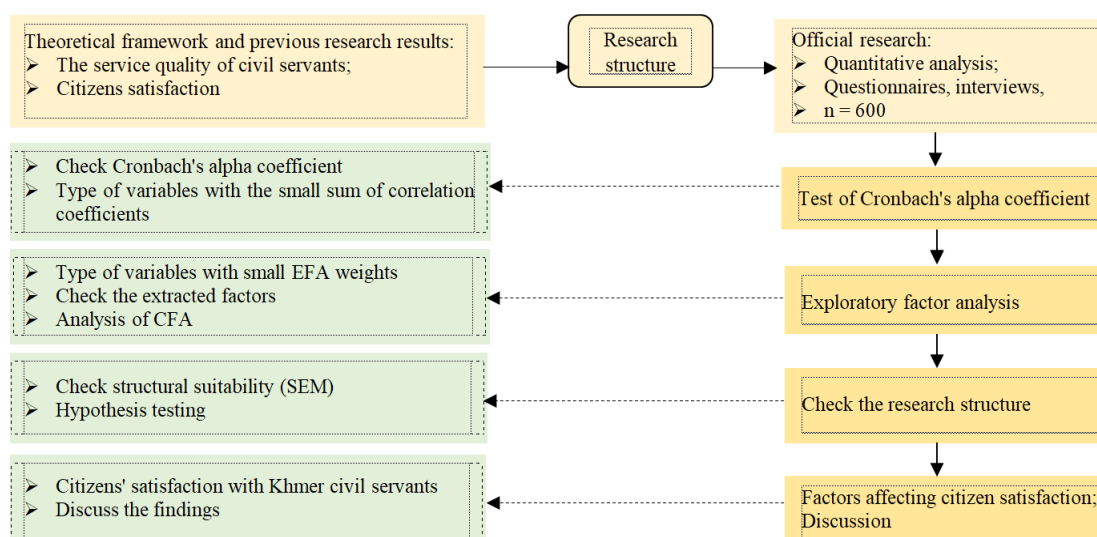 Theoretical framework and previous research results:
➢ The service quality of civil servants;
➢ Citizens satisfaction
Research
structure
Official research:
➢ Quantitative analysis;
➢ Questionnaires, interviews,
➢ n = 600
➢ Check Cronbach's alpha coefficient
➢ Type of variables with the small sum of correlation
coefficients
Test of Cronbach's alpha coefficient
➢ Type of variables with small EFA weights
➢ Check the extracted factors
➢ Analysis of CFA
Exploratory factor analysis
➢ Check structural suitability (SEM)
➢ Hypothesis testing
Check the research structure
➢ Citizens' satisfaction with Khmer civil servants
➢ Discuss the findings
Factors affecting citizen satisfaction;
Discussion